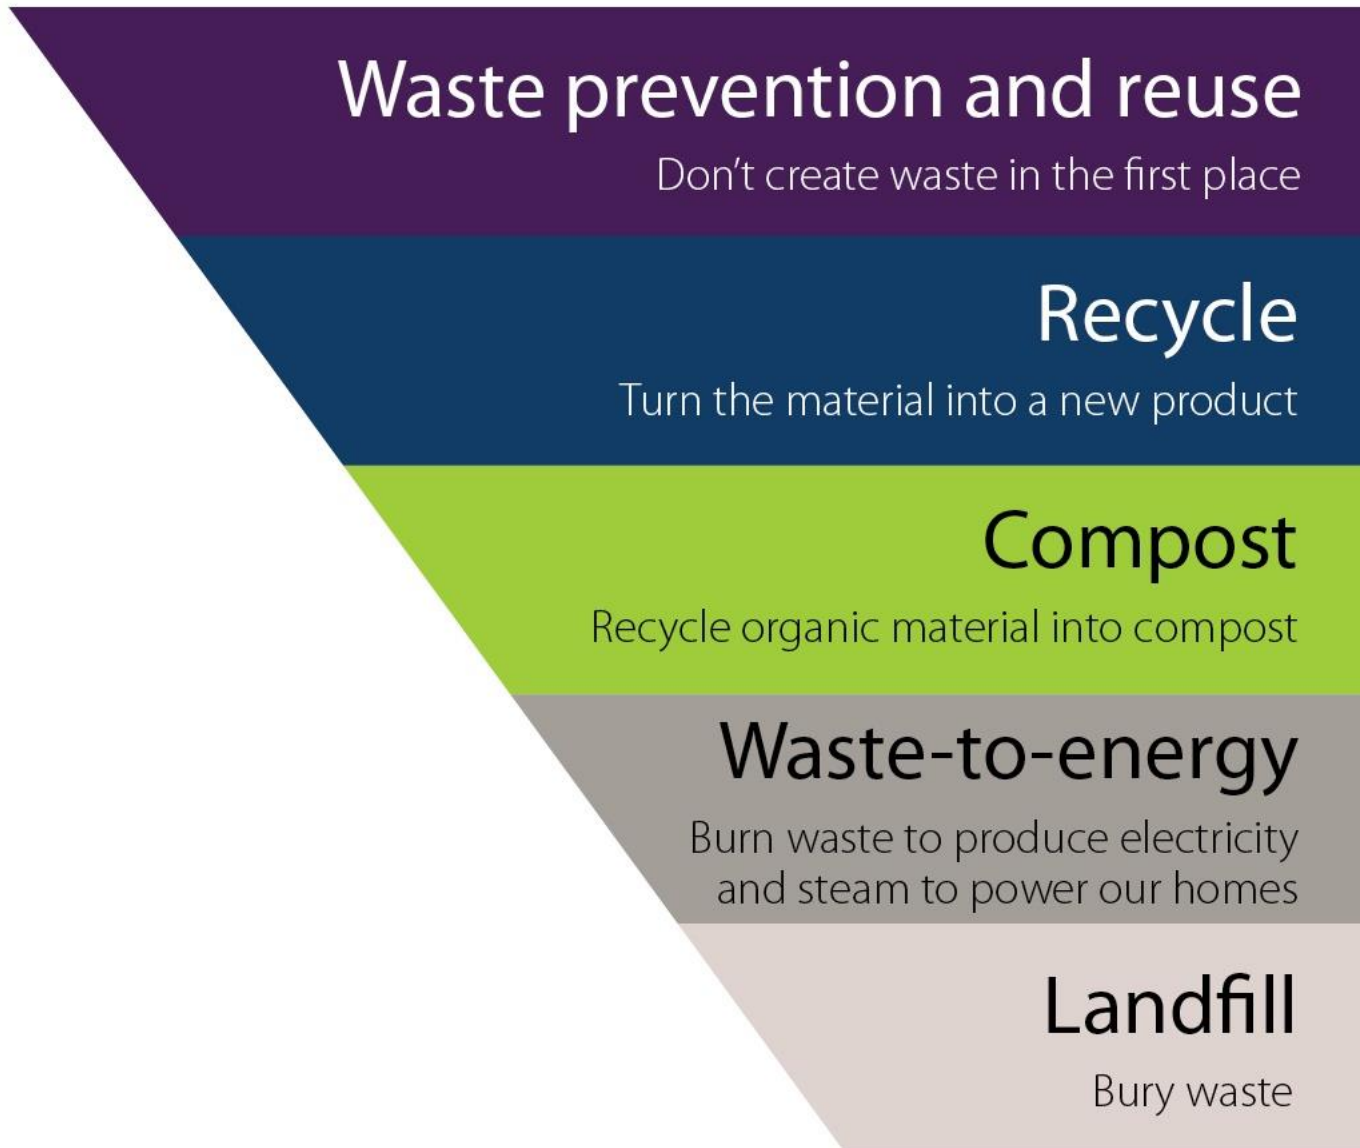 Waste prevention and reuse
Don't create waste in the first place
Recycle
Turn the material into a new product
Compost
Recycle organic material into compost
Waste-to-energy
Burn waste to produce electricity
and steam to power our homes
Landfill
Bury waste